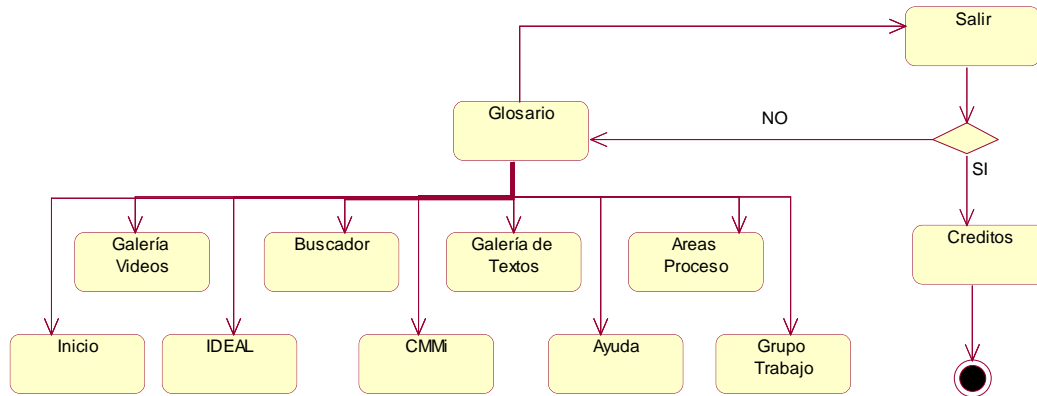 Salir
Glosario
NO
SI
Galería
Videos
Buscador
Galería de
Textos
Areas
Proceso
Creditos
Inicio
IDEAL
CMMi
Ayuda
Grupo
Trabajo